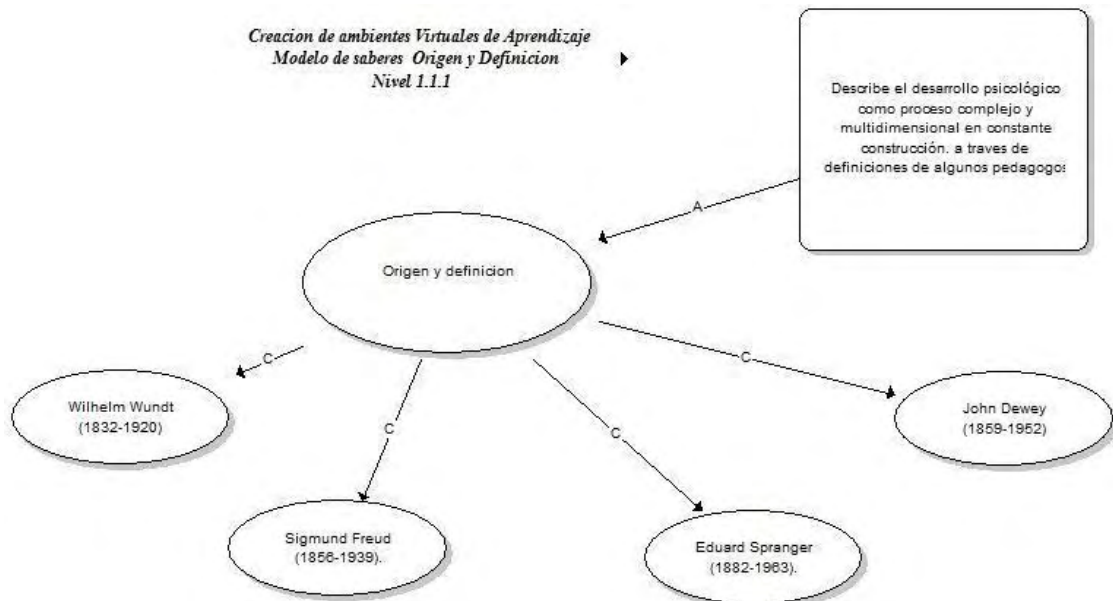 Creacion de ambientes Virtuales de Aprendizaje
Modelo de saberes Origen y Definicion
Nivel 1.1.1
Describe el desarrollo psicológico
como proceso complejo y
multidimensional en constante
construcción. a traves de
definiciones de algunos pedagogos
A
Origen y definicion
C
C
C
C
Wilhelm Wundt
(1832-1920)
John Dewey
(1859-1952)
Sigmund Freud
(1856-1939).
Eduard Spranger
(1882-1963).